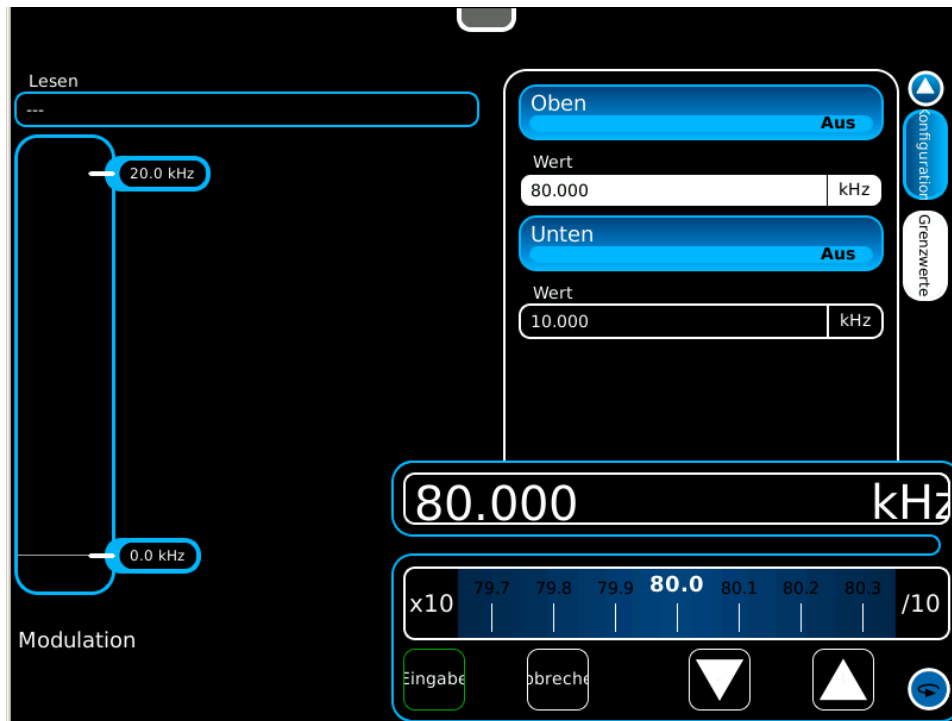 Lesen
---
20.0 kHz
0.0 kHz
Modulation
Oben
Aus
Wert
80.000 kHz
Unten
Aus
Wert
10.000 kHz
Konfiguration
Grenzwerte
80.000 kHz
x10 79.7 79.8 79.9 80.0 80.1 80.2 80.3 /10
Eingabe bbreche